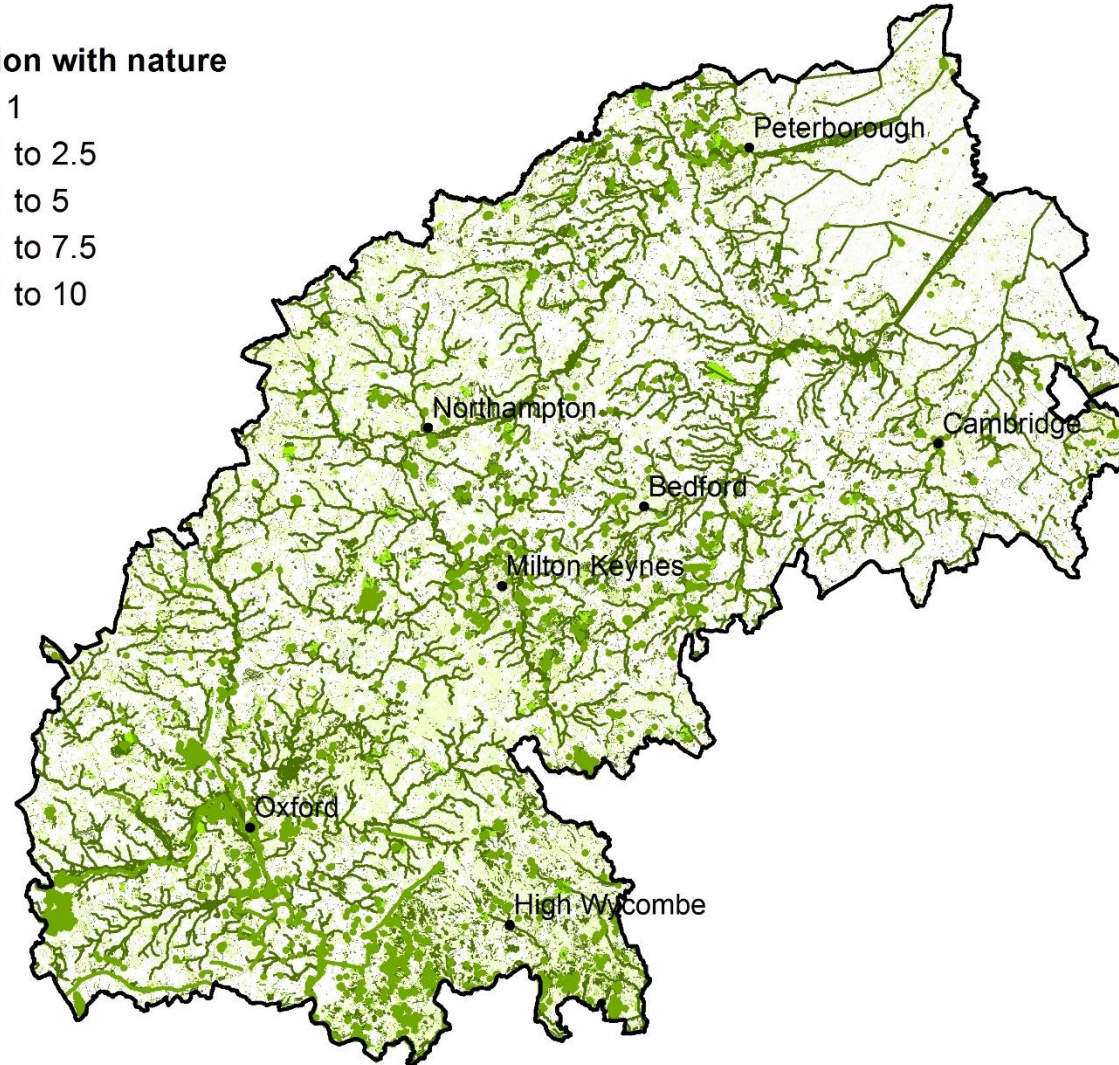 ion with nature
1
to 2.5
to 5
to 7.5
to 10
Peterborough
Northampton
Cambridge
Bedford
Milton Keynes
Oxford
High Wycombe